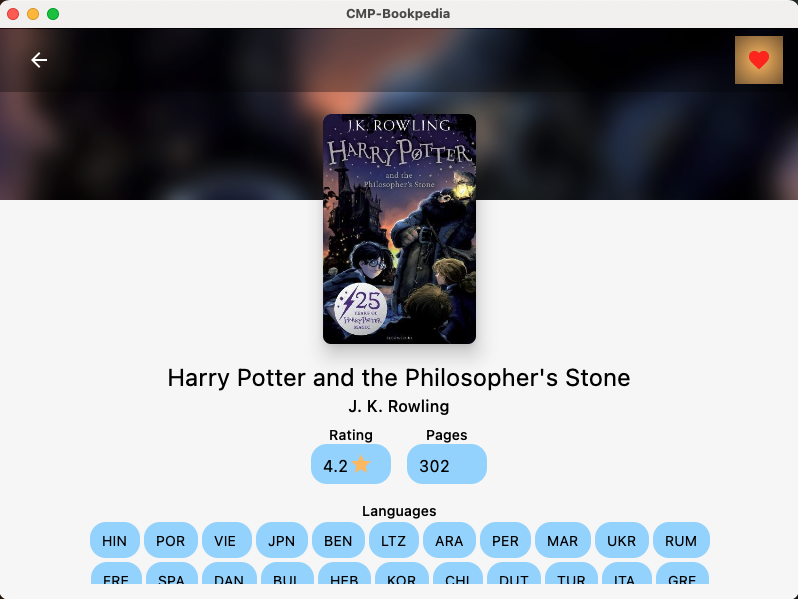 CMP-Bookpedia
J.K. ROWLING
HARRY POTTER
and the
Philosopher's Stone
25
YEARS OF
HARRY POTTER
MAGIC
Harry Potter and the Philosopher's Stone
J. K. Rowling
Rating Pages
4.2 302
Languages
HIN POR VIE JPN BEN LTZ ARA PER MAR UKR RUM
FRE SPA DAN BUL HEB KOR CHI DUT TUR ITA GRE